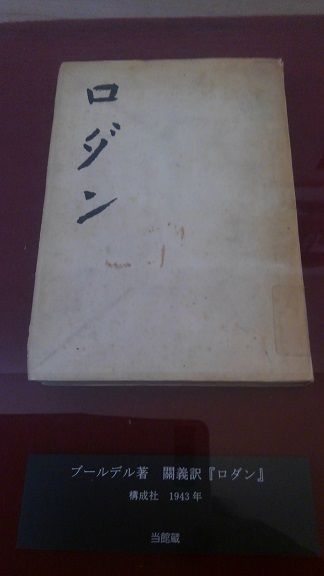 ロダン
ブールデル著　關義訳『ロダン』
構成社　1943年
当館蔵